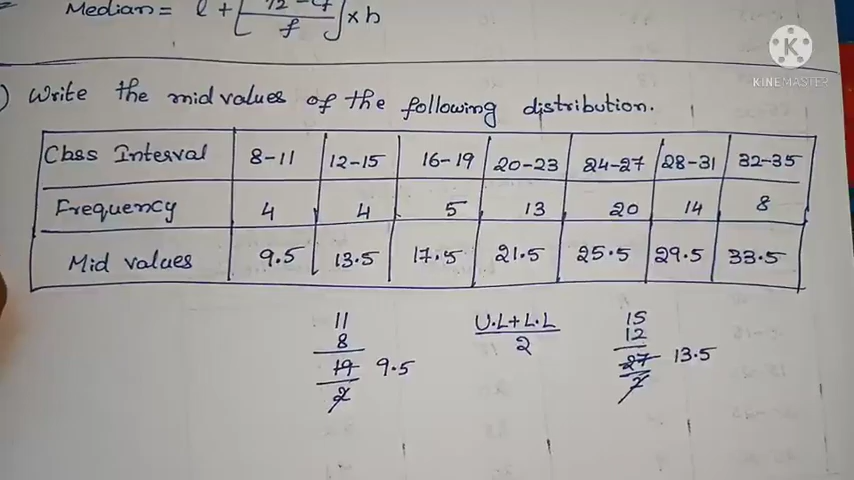 Median = l + [n/2 - cf / f] x h
K
KINEMASTER
) Write the mid values of the following distribution.
Class Interval 8-11 12-15 16-19 20-23 24-27 28-31 32-35
Frequency 4 4 5 13 20 14 8
Mid values 9.5 13.5 17.5 21.5 25.5 29.5 33.5
11
8
19 9.5
2
U.L+L.L
2
15
12
27 13.5
2